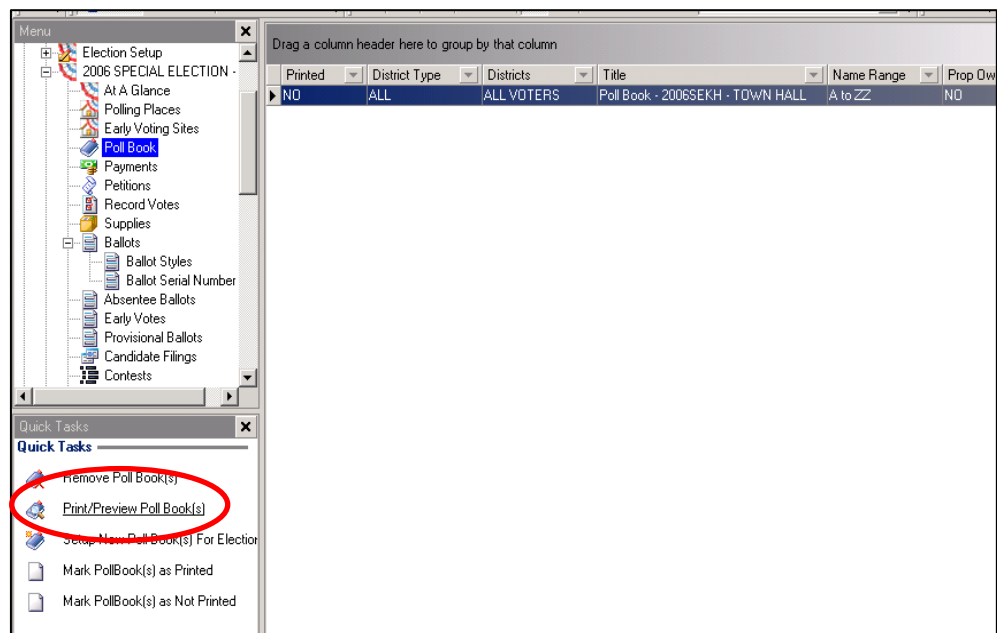 Menu
Election Setup
2006 SPECIAL ELECTION -
At A Glance
Polling Places
Early Voting Sites
Poll Book
Payments
Petitions
Record Votes
Supplies
Ballots
Ballot Styles
Ballot Serial Number
Absentee Ballots
Early Votes
Provisional Ballots
Candidate Filings
Contests
Quick Tasks
Quick Tasks
Remove Poll Book(s)
Print/Preview Poll Book(s)
Setup New Poll Book(s) For Election
Mark PollBook(s) as Printed
Mark PollBook(s) as Not Printed
Drag a column header here to group by that column
Printed District Type Districts Title Name Range Prop Ow
NO ALL ALL VOTERS Poll Book - 2006SEKH - TOWN HALL A to ZZ NO